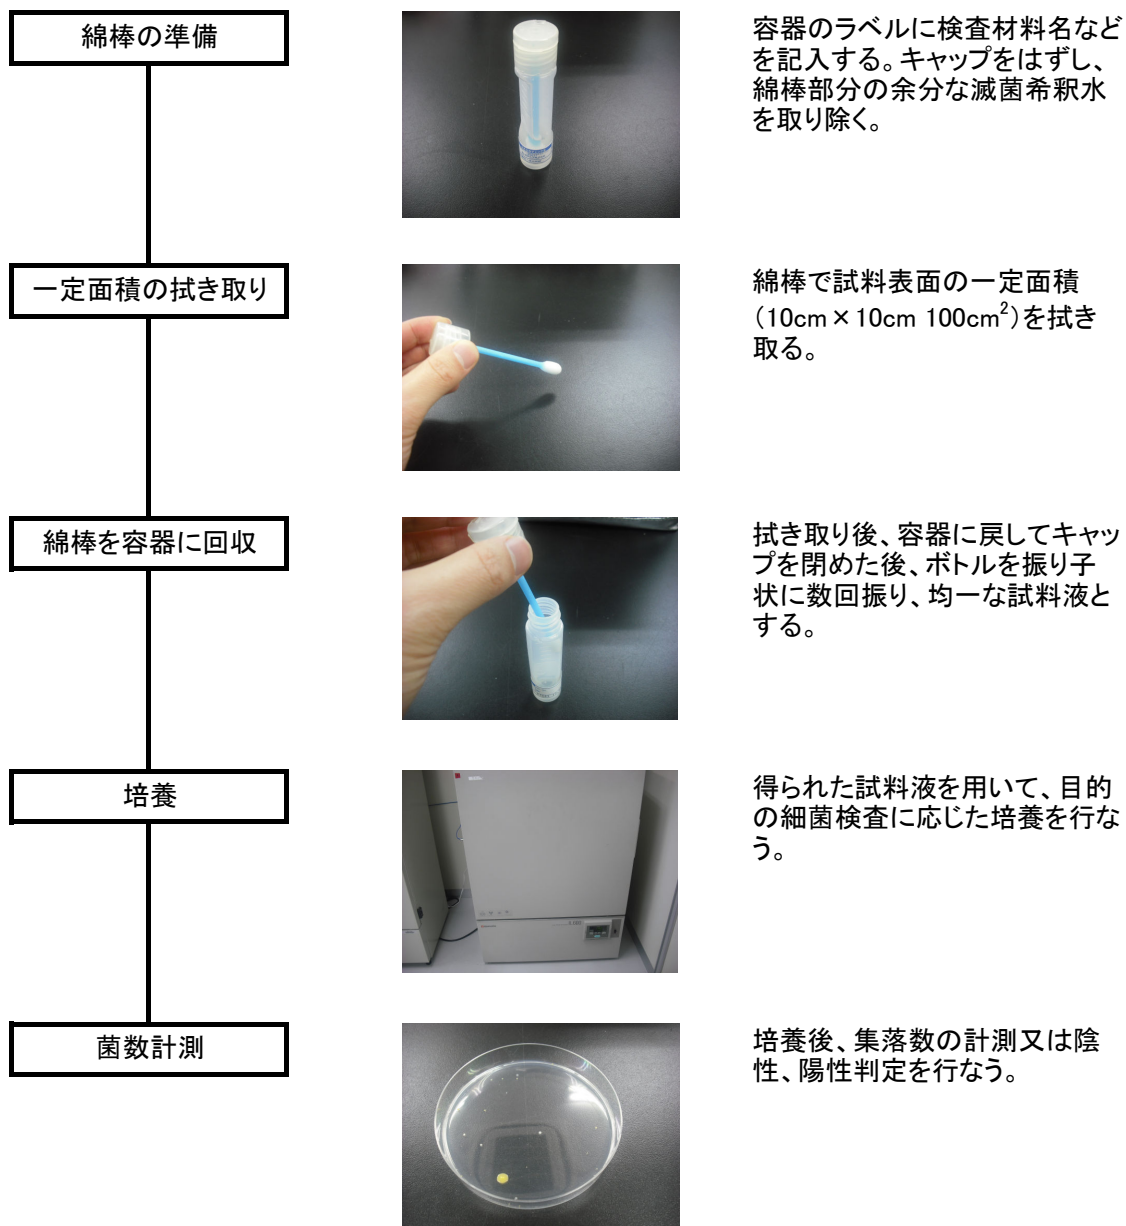 綿棒の準備
容器のラベルに検査材料名など
を記入する。キャップをはずし、
綿棒部分の余分な滅菌希釈水
を取り除く。
一定面積の拭き取り
綿棒で試料表面の一定面積
（10cm×10cm 100cm²）を拭き
取る。
綿棒を容器に回収
拭き取り後、容器に戻してキャッ
プを閉めた後、ボトルを振り子
状に数回振り、均一な試料液と
する。
培養
得られた試料液を用いて、目的
の細菌検査に応じた培養を行な
う。
菌数計測
培養後、集落数の計測又は陰
性、陽性判定を行なう。